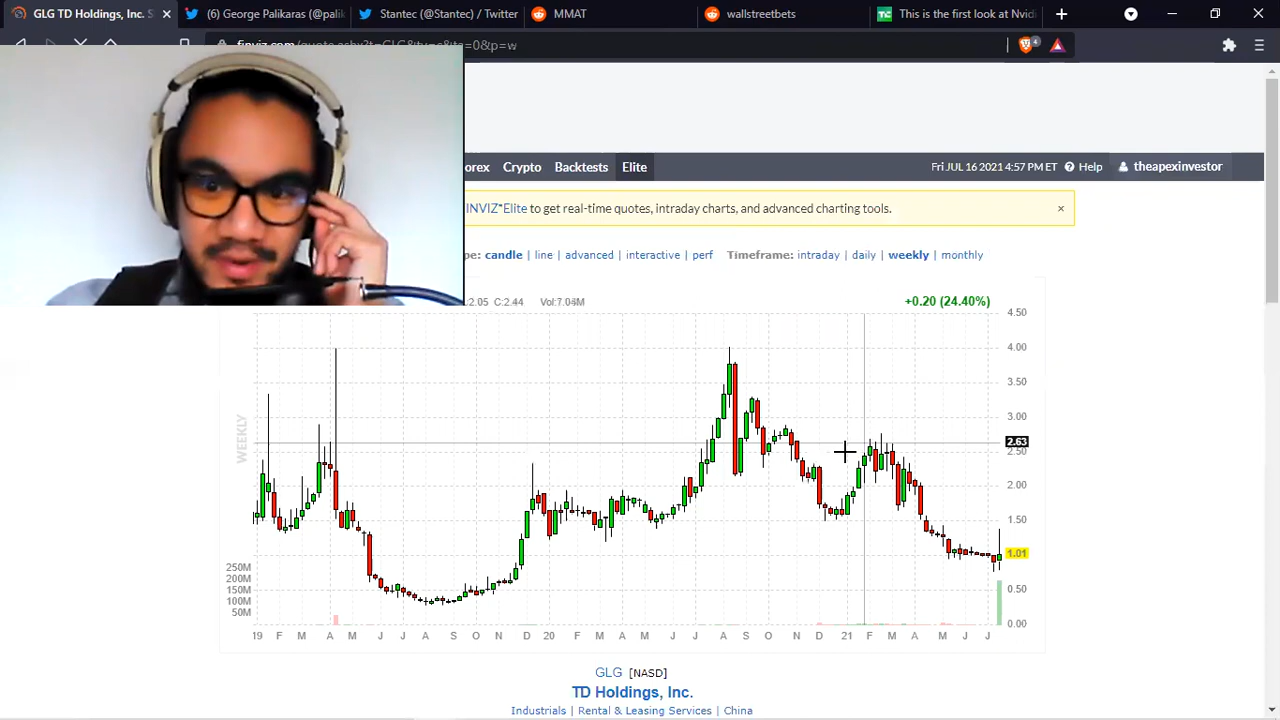 GLG TD Holdings, Inc. S
(6) George Palikaras (@palik
Stantec (@Stantec) / Twitter
MMAT
wallstreetbets
This is the first look at Nvid
4
orex Crypto Backtests Elite
Fri JUL 16 2021 4:57 PM ET Help theapexinvestor
INVIZ*Elite to get real-time quotes, intraday charts, and advanced charting tools. ×
candle | line | advanced | interactive | perf Timeframe: intraday | daily | weekly | monthly
2.05 C:2.44 Vol:7.04M +0.20 (24.40%)
4.50
4.00
3.50
3.00
2.63
2.50
2.00
1.50
1.01
0.50
0.00
WEEKLY
250M
200M
150M
100M
50M
19 F M A M J J A S O N D 20 F M A M J J A S O N D 21 F M A M J J
GLG [NASD]
TD Holdings, Inc.
Industrials | Rental & Leasing Services | China